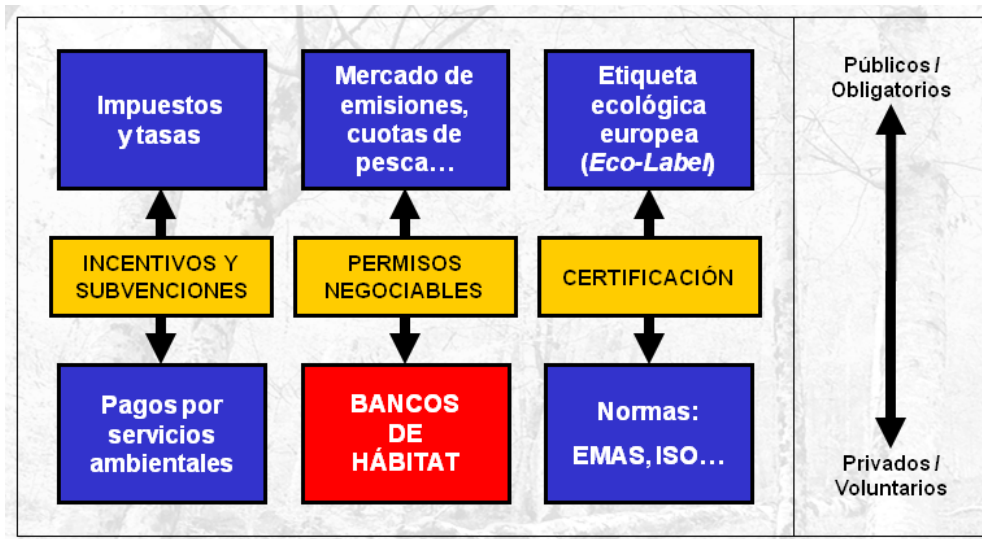 Impuestos
y tasas
Mercado de
emisiones,
cuotas de
pesca…
Etiqueta
ecológica
europea
(Eco-Label)
Públicos /
Obligatorios
INCENTIVOS Y
SUBVENCIONES
PERMISOS
NEGOCIABLES
CERTIFICACIÓN
Pagos por
servicios
ambientales
BANCOS
DE
HÁBITAT
Normas:
EMAS, ISO…
Privados /
Voluntarios